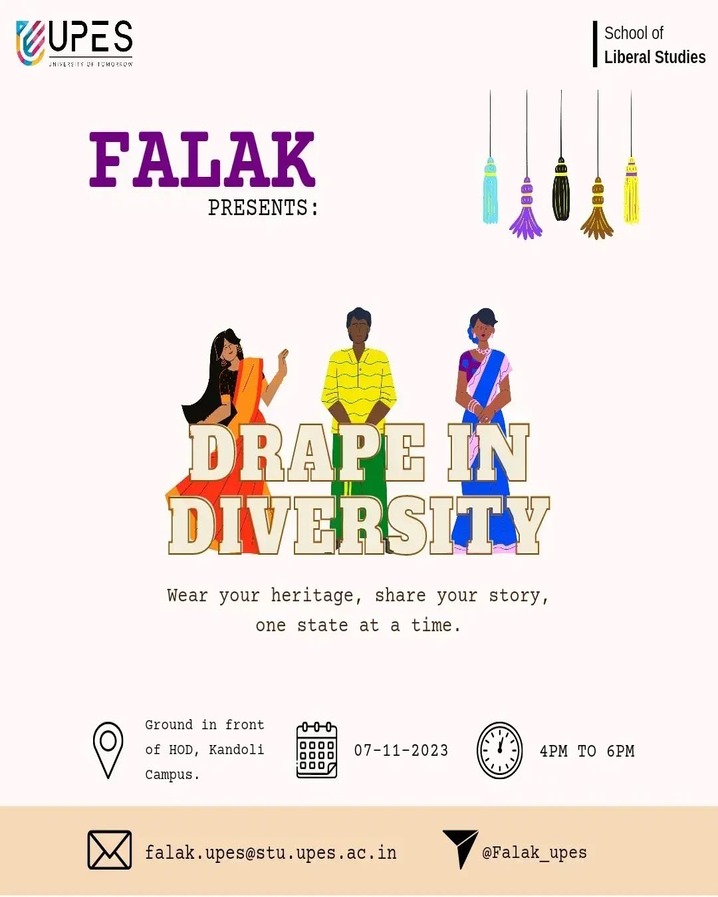 UPES
UNIVERSITY OF TOMORROW
School of
Liberal Studies
FALAK
PRESENTS:
DRAPE IN
DIVERSITY
Wear your heritage, share your story,
one state at a time.
Ground in front
of HOD, Kandoli
Campus.
07-11-2023
4PM TO 6PM
falak.upes@stu.upes.ac.in
@Falak_upes